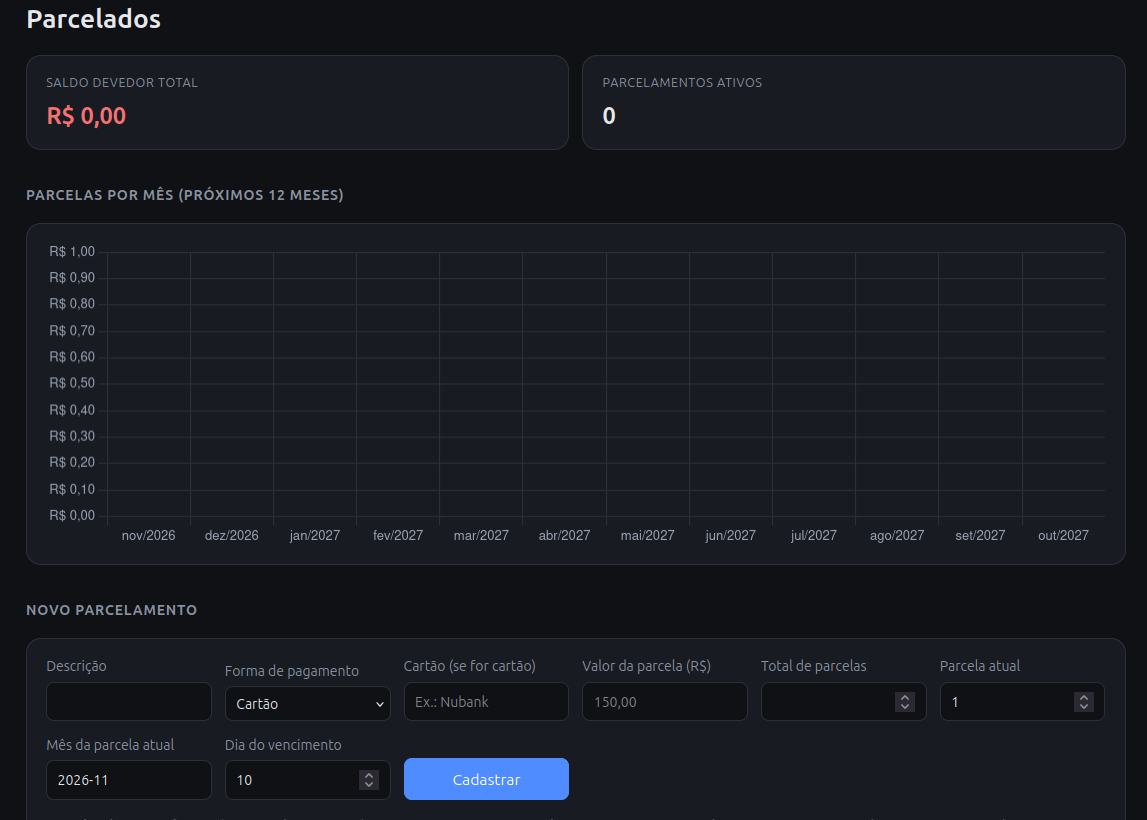 Parcelados
SALDO DEVEDOR TOTAL
R$ 0,00
PARCELAMENTOS ATIVOS
0
PARCELAS POR MÊS (PRÓXIMOS 12 MESES)
R$ 1,00
R$ 0,90
R$ 0,80
R$ 0,70
R$ 0,60
R$ 0,50
R$ 0,40
R$ 0,30
R$ 0,20
R$ 0,10
R$ 0,00
nov/2026 dez/2026 jan/2027 fev/2027 mar/2027 abr/2027 mai/2027 jun/2027 jul/2027 ago/2027 set/2027 out/2027
NOVO PARCELAMENTO
Descrição
Forma de pagamento
Cartão
Cartão (se for cartão)
Ex.: Nubank
Valor da parcela (R$)
150,00
Total de parcelas
Parcela atual
1
Mês da parcela atual
2026-11
Dia do vencimento
10
Cadastrar